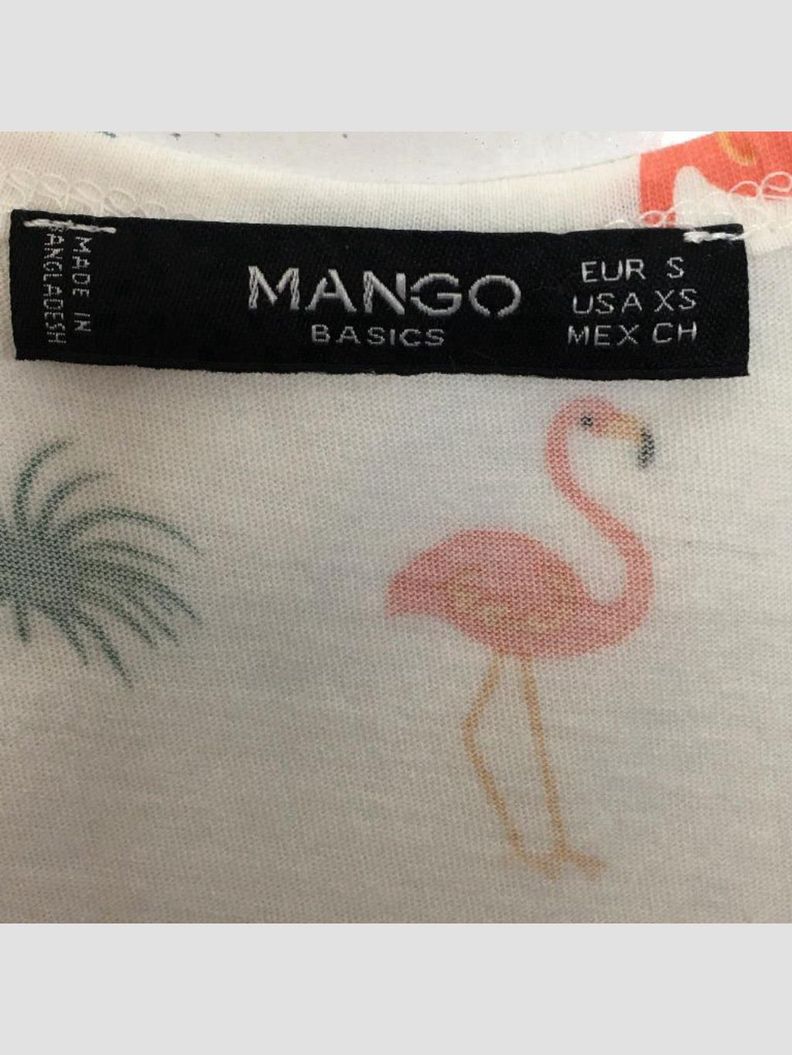 MADE IN
BANGLADESH
MANGO
BASICS
EUR S
USA XS
MEX CH